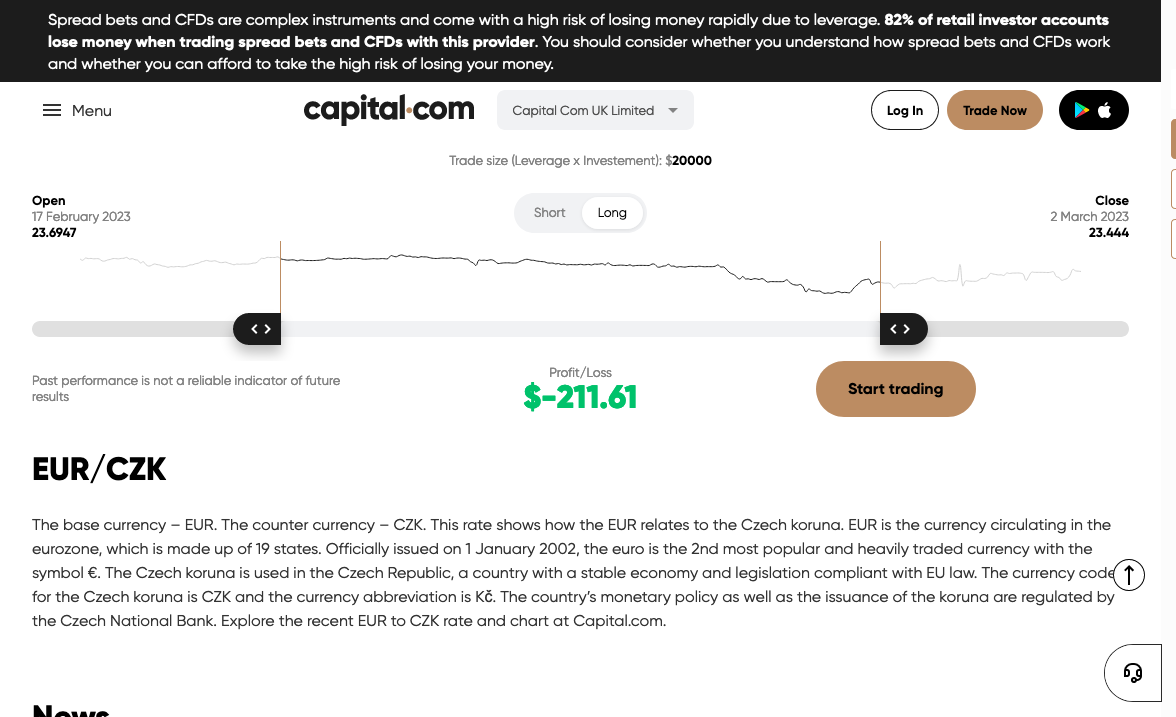 Spread bets and CFDs are complex instruments and come with a high risk of losing money rapidly due to leverage. 82% of retail investor accounts
lose money when trading spread bets and CFDs with this provider. You should consider whether you understand how spread bets and CFDs work
and whether you can afford to take the high risk of losing your money.
Menu
capital.com
Capital Com UK Limited
Log In
Trade Now
Trade size (Leverage x Investement): $20000
Open
17 February 2023
23.6947
Short
Long
Close
2 March 2023
23.444
Past performance is not a reliable indicator of future
results
Profit/Loss
$-211.61
Start trading
EUR/CZK
The base currency – EUR. The counter currency – CZK. This rate shows how the EUR relates to the Czech koruna. EUR is the currency circulating in the
eurozone, which is made up of 19 states. Officially issued on 1 January 2002, the euro is the 2nd most popular and heavily traded currency with the
symbol €. The Czech koruna is used in the Czech Republic, a country with a stable economy and legislation compliant with EU law. The currency code
for the Czech koruna is CZK and the currency abbreviation is Kč. The country’s monetary policy as well as the issuance of the koruna are regulated by
the Czech National Bank. Explore the recent EUR to CZK rate and chart at Capital.com.
News